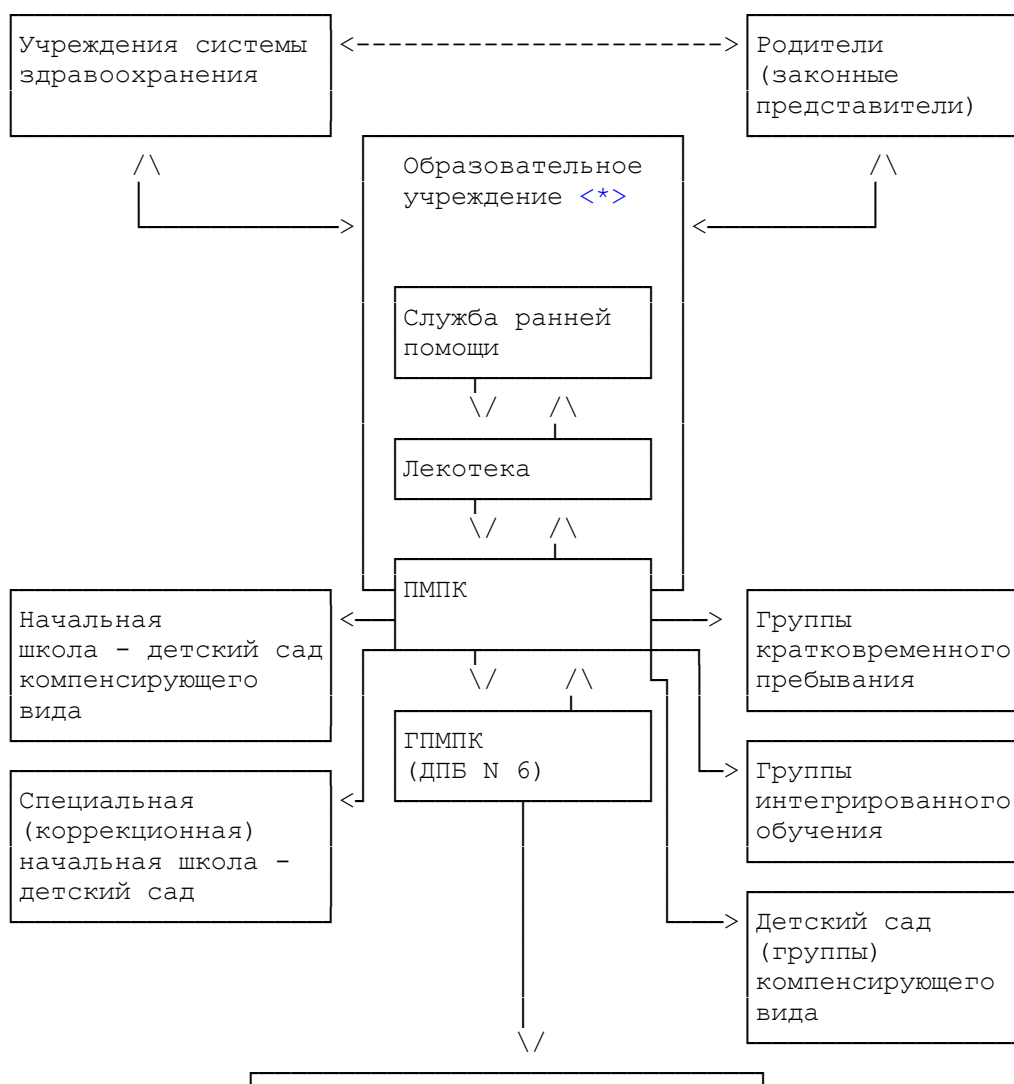 Учреждения системы
здравоохранения
Родители
(законные
представители)
Образовательное
учреждение <*>
Служба ранней
помощи
Лекотека
ПМПК
Начальная
школа - детский сад
компенсирующего
вида
Группы
кратковременного
пребывания
ГПМПК
(ДПБ N 6)
Специальная
(коррекционная)
начальная школа -
детский сад
Группы
интегрированного
обучения
Детский сад
(группы)
компенсирующего
вида